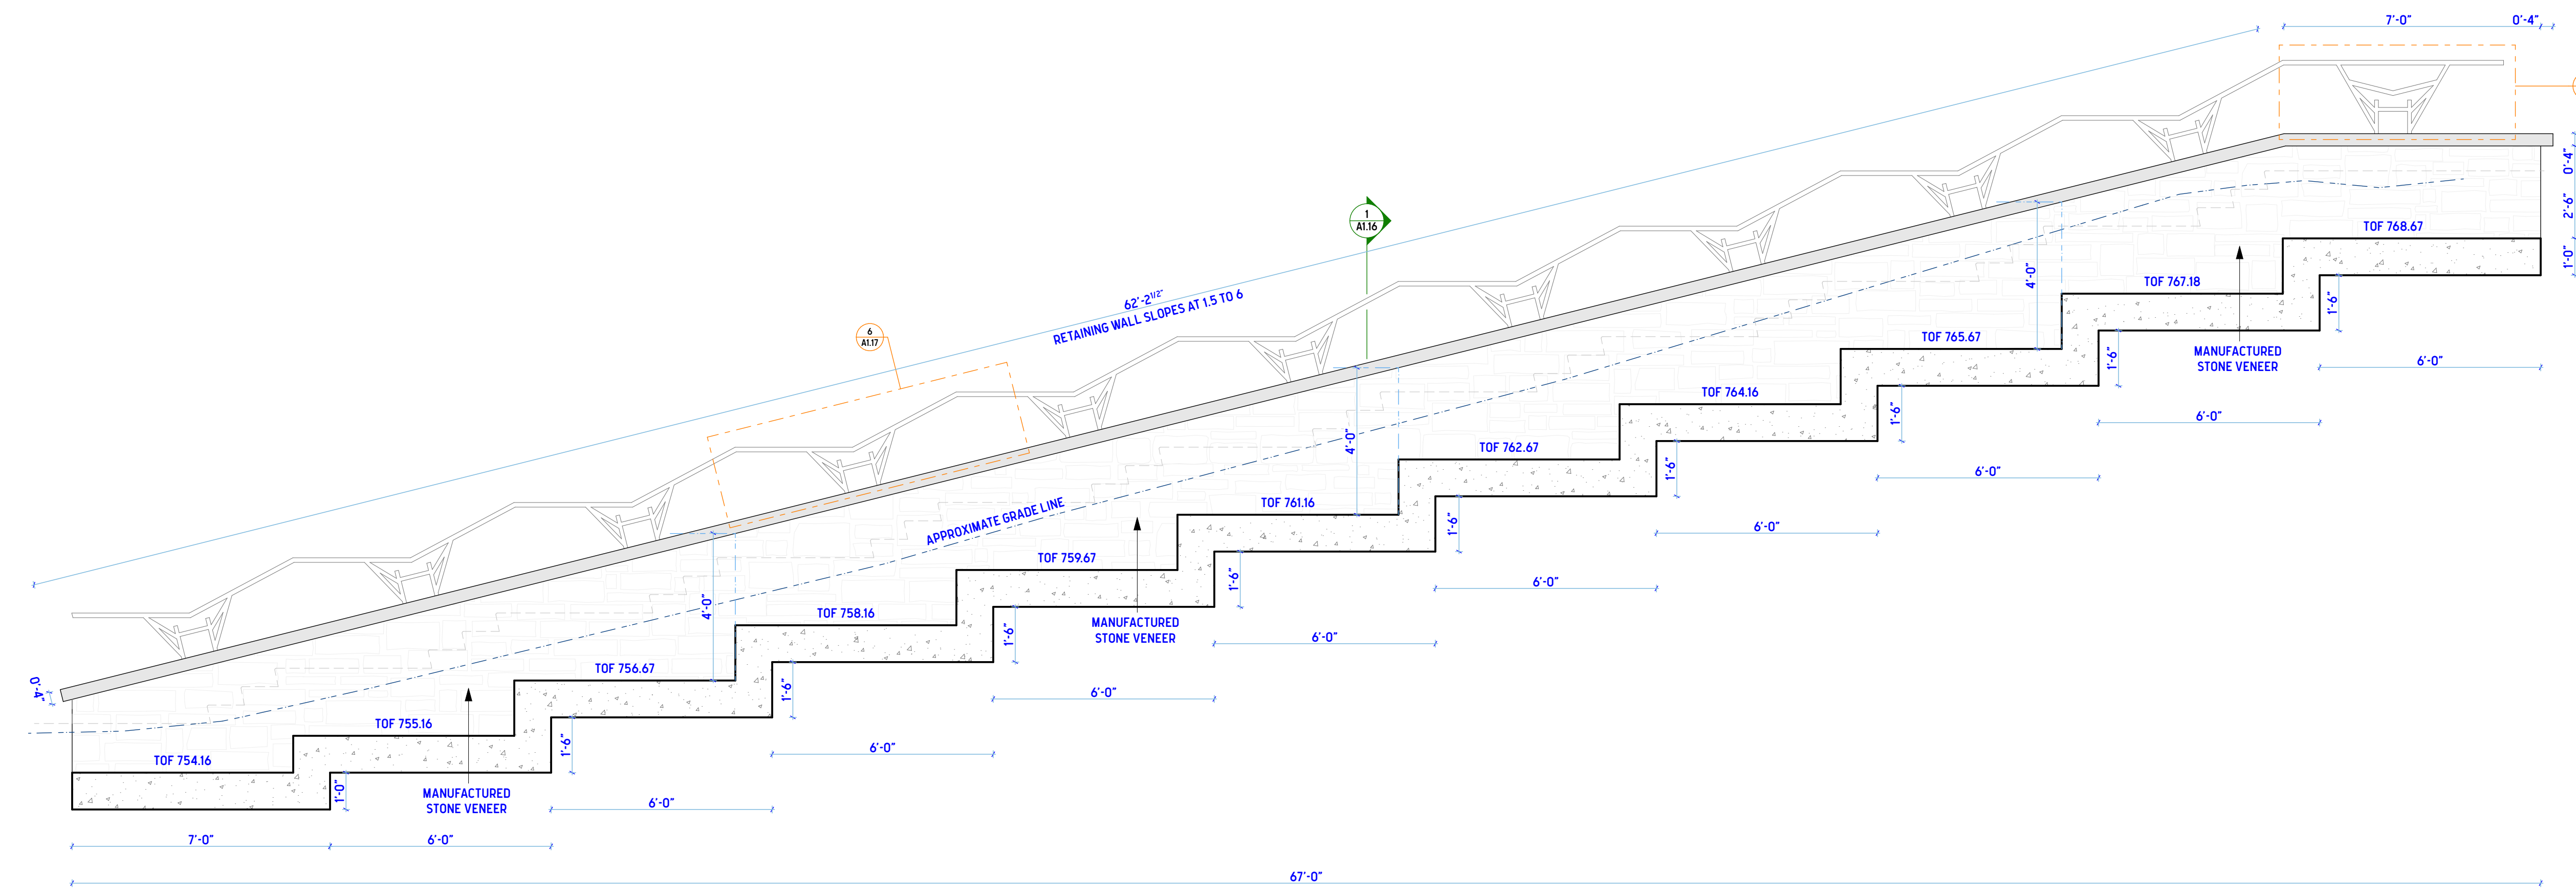 7'-0"
0'-4"
0'-4"
2'-6"
1'-0"
1
A1.16
62'-2 1/2"
RETAINING WALL SLOPES AT 1.5 TO 6
6
A1.17
TOF 768.67
TOF 767.18
4'-0"
1'-6"
MANUFACTURED
STONE VENEER
6'-0"
TOF 765.67
1'-6"
6'-0"
TOF 764.16
1'-6"
6'-0"
4'-0"
TOF 762.67
1'-6"
6'-0"
APPROXIMATE GRADE LINE
TOF 761.16
1'-6"
6'-0"
TOF 759.67
MANUFACTURED
STONE VENEER
1'-6"
6'-0"
4'-0"
TOF 758.16
1'-6"
6'-0"
TOF 756.67
1'-6"
6'-0"
0'-4"
TOF 755.16
1'-6"
6'-0"
TOF 754.16
1'-0"
MANUFACTURED
STONE VENEER
7'-0"
6'-0"
67'-0"